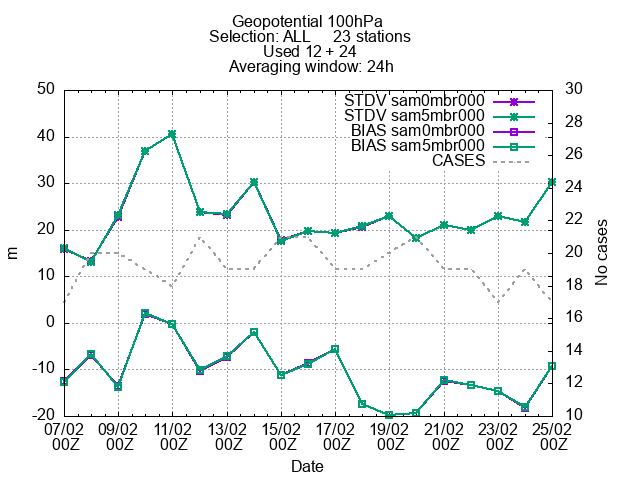 Geopotential 100hPa
Selection: ALL 23 stations
Used 12 + 24
Averaging window: 24h
STDV sam0mbr000
STDV sam5mbr000
BIAS sam0mbr000
BIAS sam5mbr000
CASES
50
40
30
20
10
0
-10
-20
m
30
28
26
24
22
20
18
16
14
12
10
No cases
07/02 09/02 11/02 13/02 15/02 17/02 19/02 21/02 23/02 25/02
00Z 00Z 00Z 00Z 00Z 00Z 00Z 00Z 00Z 00Z
Date